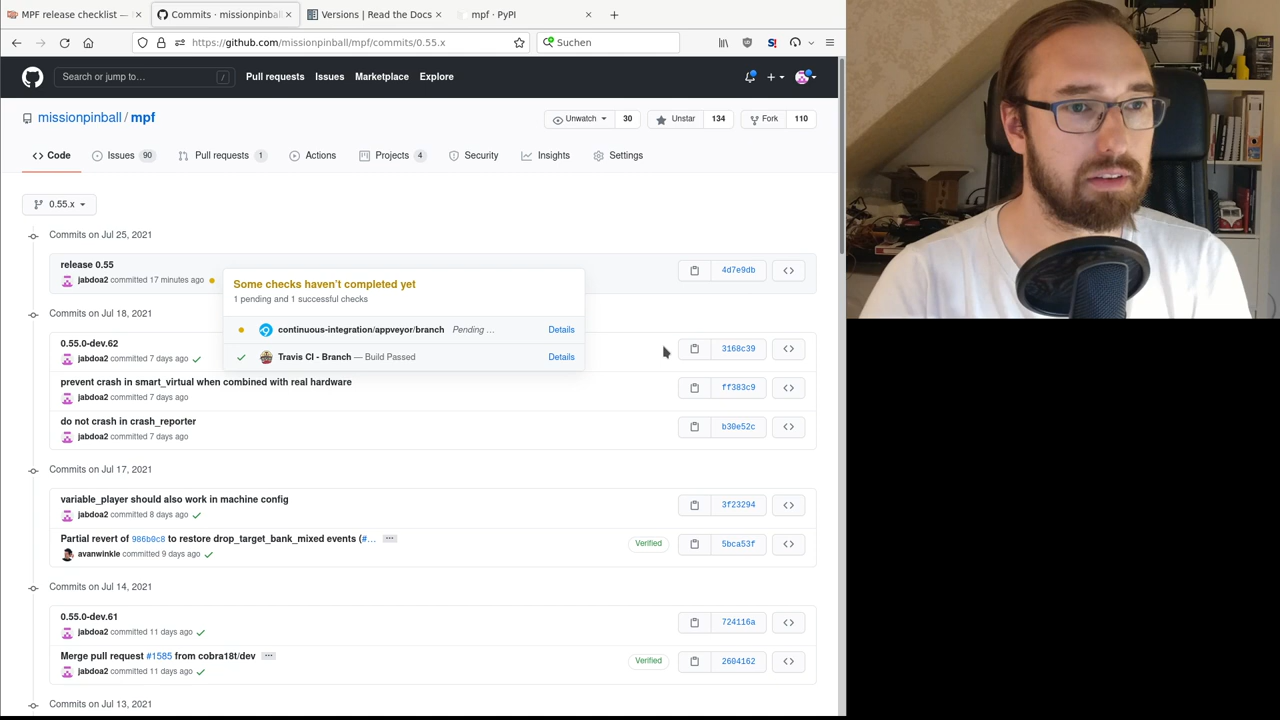 MPF release checklist —
Commits · missionpinball/
Versions | Read the Docs
mpf · PyPI
https://github.com/missionpinball/mpf/commits/0.55.x
Suchen
Search or jump to…
/
Pull requests
Issues
Marketplace
Explore
missionpinball / mpf
Unwatch
30
Unstar
134
Fork
110
Code
Issues
90
Pull requests
1
Actions
Projects
4
Security
Insights
Settings
0.55.x
Commits on Jul 25, 2021
release 0.55
jabdoa2 committed 17 minutes ago
4d7e9db
Some checks haven't completed yet
1 pending and 1 successful checks
continuous-integration/appveyor/branch Pending … Details
Travis CI - Branch — Build Passed Details
Commits on Jul 18, 2021
0.55.0-dev.62
jabdoa2 committed 7 days ago
3168c39
prevent crash in smart_virtual when combined with real hardware
jabdoa2 committed 7 days ago
ff383c9
do not crash in crash_reporter
jabdoa2 committed 7 days ago
b30e52c
Commits on Jul 17, 2021
variable_player should also work in machine config
jabdoa2 committed 8 days ago
3f23294
Partial revert of 986b0c8 to restore drop_target_bank_mixed events (#…
avanwinkle committed 9 days ago
Verified
5bca53f
Commits on Jul 14, 2021
0.55.0-dev.61
jabdoa2 committed 11 days ago
724116a
Merge pull request #1585 from cobra18t/dev
jabdoa2 committed 11 days ago
Verified
2604162
Commits on Jul 13, 2021